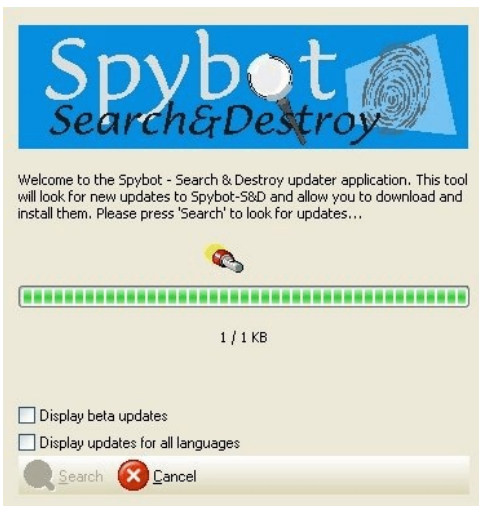 Spybot
Search&Destroy
Welcome to the Spybot - Search & Destroy updater application. This tool
will look for new updates to Spybot-S&D and allow you to download and
install them. Please press 'Search' to look for updates...
1 / 1 KB
Display beta updates
Display updates for all languages
Search Cancel